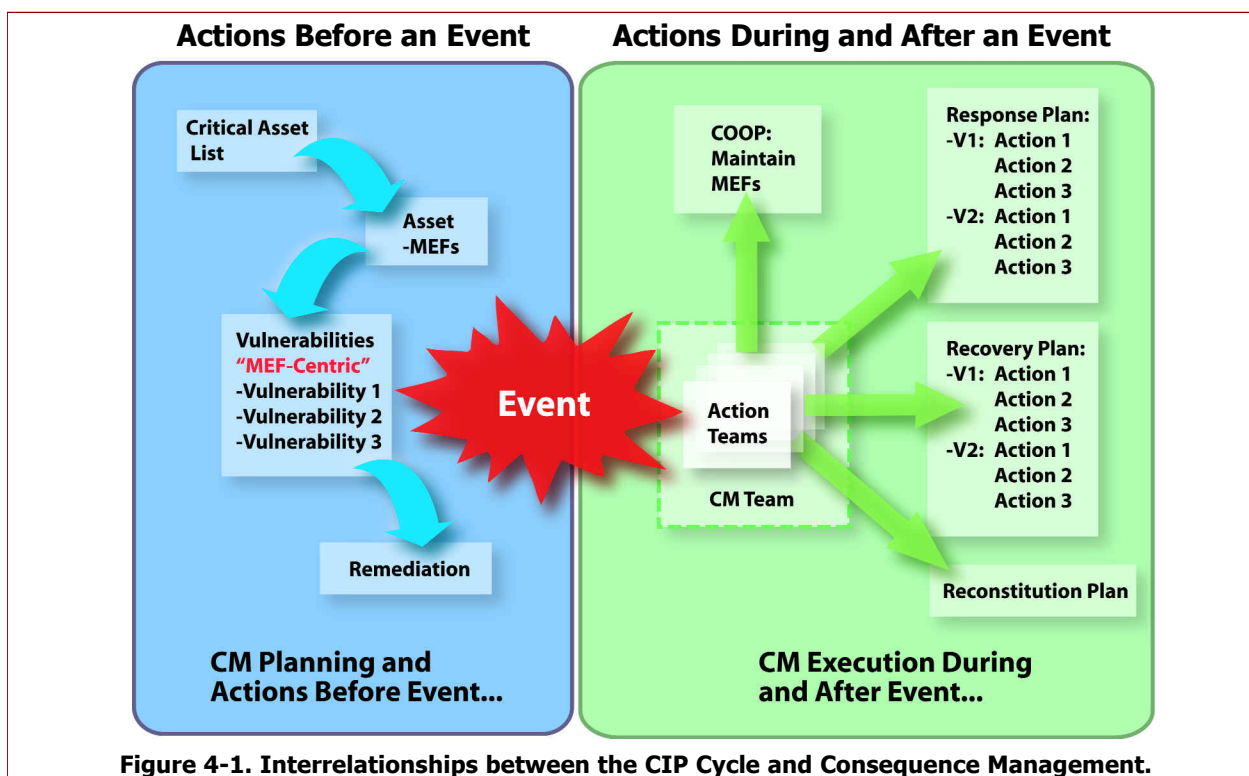 Actions Before an Event
Actions During and After an Event
Critical Asset
List
Asset
-MEFs
Vulnerabilities
“MEF-Centric”
-Vulnerability 1
-Vulnerability 2
-Vulnerability 3
Remediation
CM Planning and
Actions Before Event...
Event
COOP:
Maintain
MEFs
Action
Teams
CM Team
Response Plan:
-V1: Action 1
Action 2
Action 3
-V2: Action 1
Action 2
Action 3
Recovery Plan:
-V1: Action 1
Action 2
Action 3
-V2: Action 1
Action 2
Action 3
Reconstitution Plan
CM Execution During
and After Event...
Figure 4-1. Interrelationships between the CIP Cycle and Consequence Management.